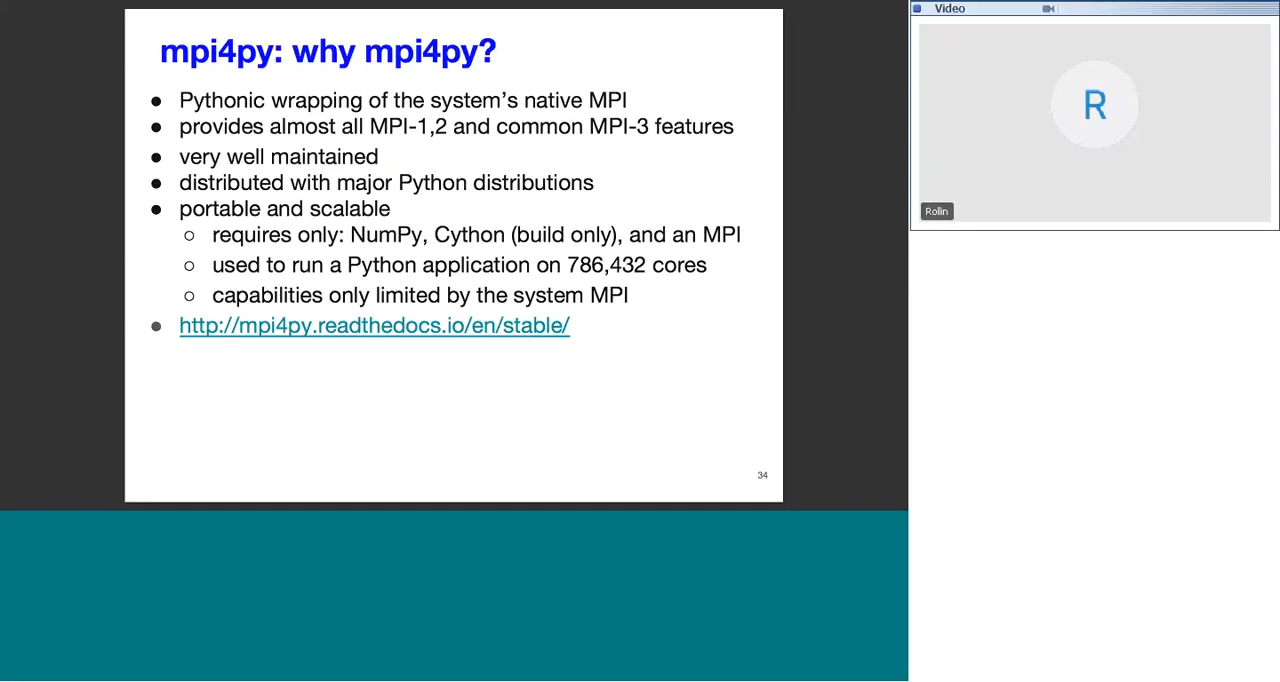 mpi4py: why mpi4py?
● Pythonic wrapping of the system's native MPI
● provides almost all MPI-1,2 and common MPI-3 features
● very well maintained
● distributed with major Python distributions
● portable and scalable
○ requires only: NumPy, Cython (build only), and an MPI
○ used to run a Python application on 786,432 cores
○ capabilities only limited by the system MPI
● http://mpi4py.readthedocs.io/en/stable/
34
Video
R
Rolin